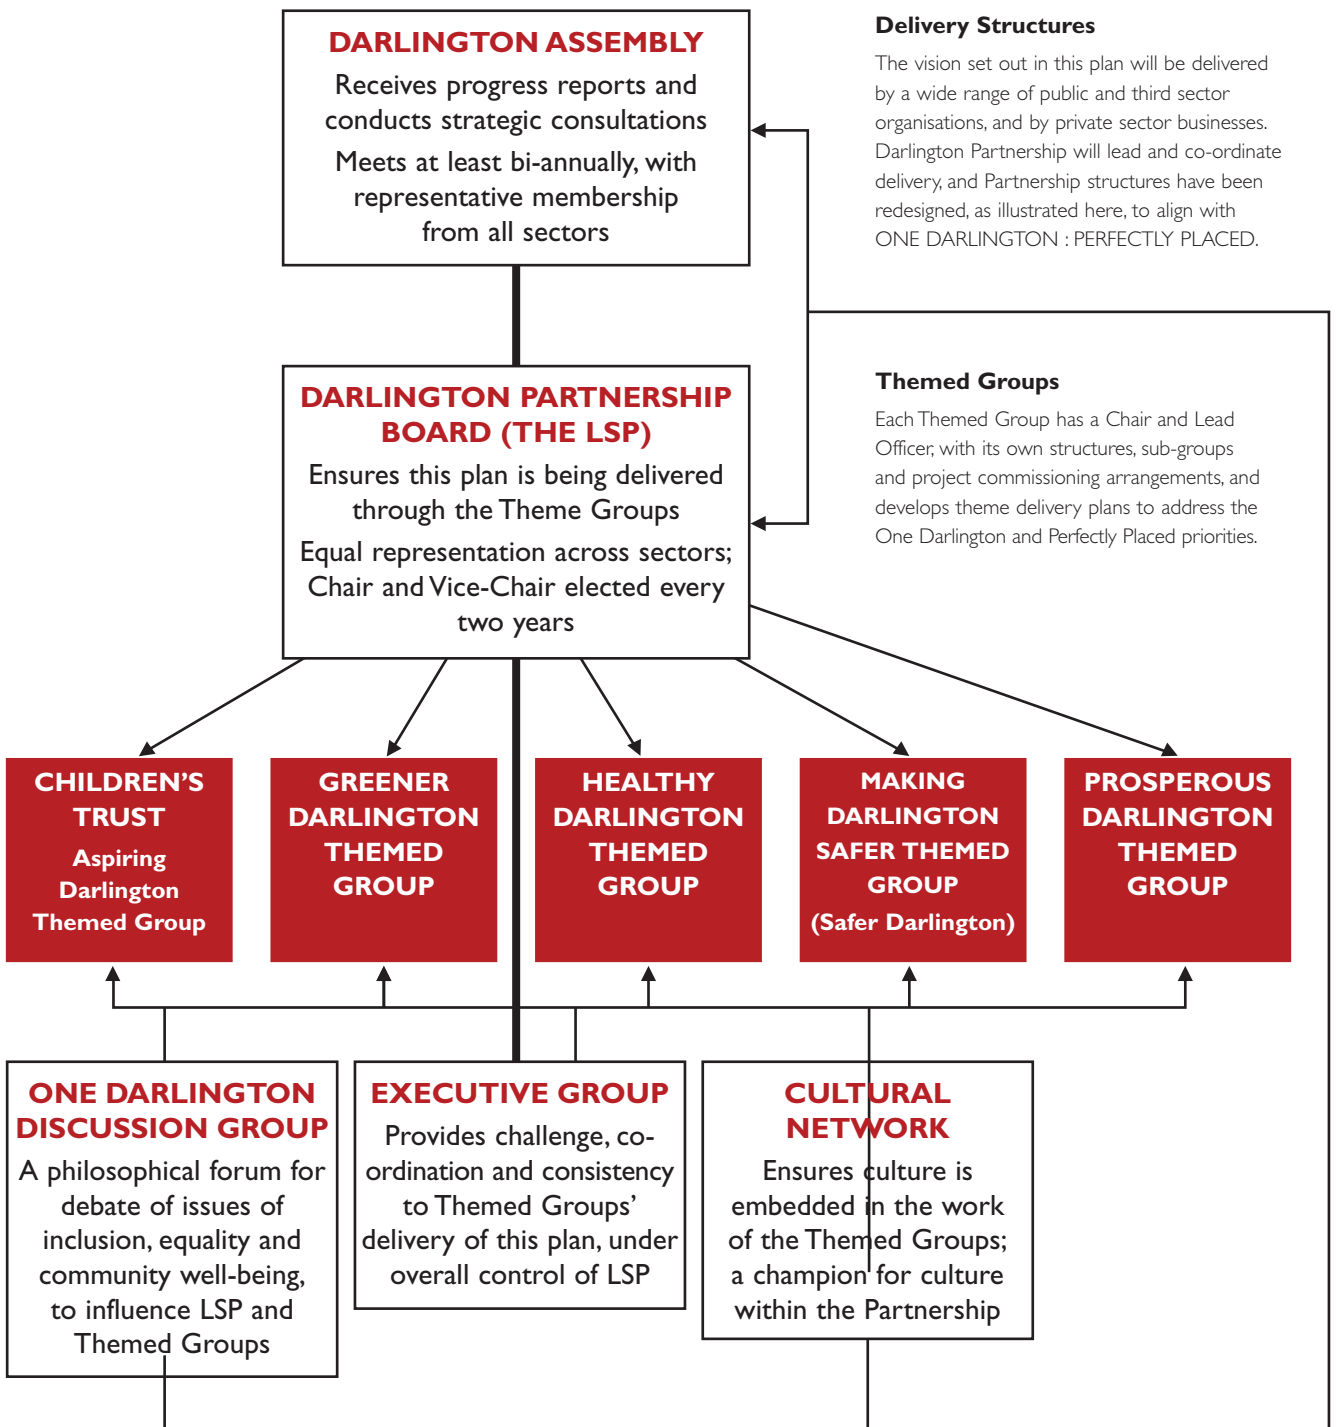 DARLINGTON ASSEMBLY
Receives progress reports and
conducts strategic consultations
Meets at least bi-annually, with
representative membership
from all sectors
Delivery Structures
The vision set out in this plan will be delivered
by a wide range of public and third sector
organisations, and by private sector businesses.
Darlington Partnership will lead and co-ordinate
delivery, and Partnership structures have been
redesigned, as illustrated here, to align with
ONE DARLINGTON : PERFECTLY PLACED.
DARLINGTON PARTNERSHIP
BOARD (THE LSP)
Ensures this plan is being delivered
through the Theme Groups
Equal representation across sectors;
Chair and Vice-Chair elected every
two years
Themed Groups
Each Themed Group has a Chair and Lead
Officer, with its own structures, sub-groups
and project commissioning arrangements, and
develops theme delivery plans to address the
One Darlington and Perfectly Placed priorities.
CHILDREN’S
TRUST
Aspiring
Darlington
Themed Group
GREENER
DARLINGTON
THEMED
GROUP
HEALTHY
DARLINGTON
THEMED
GROUP
MAKING
DARLINGTON
SAFER THEMED
GROUP
(Safer Darlington)
PROSPEROUS
DARLINGTON
THEMED
GROUP
ONE DARLINGTON
DISCUSSION GROUP
A philosophical forum for
debate of issues of
inclusion, equality and
community well-being,
to influence LSP and
Themed Groups
EXECUTIVE GROUP
Provides challenge, co-
ordination and consistency
to Themed Groups’
delivery of this plan, under
overall control of LSP
CULTURAL
NETWORK
Ensures culture is
embedded in the work
of the Themed Groups;
a champion for culture
within the Partnership